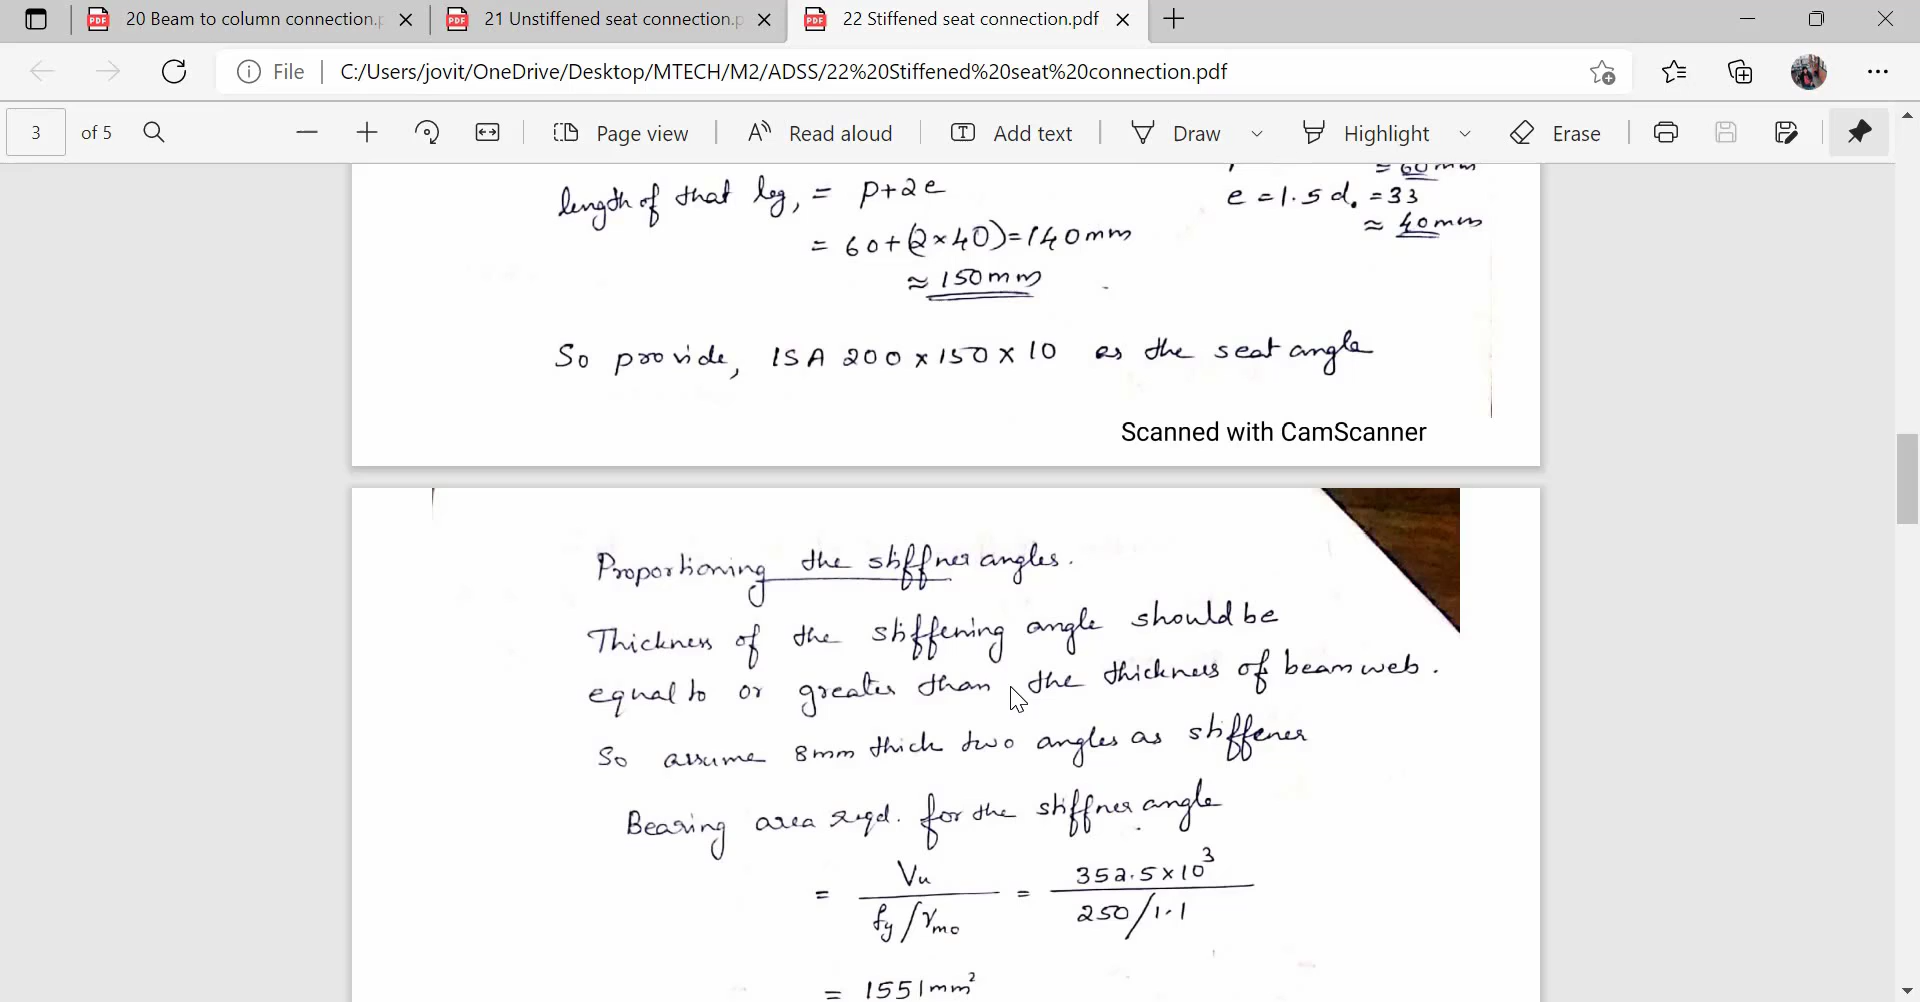 20 Beam to column connection.p
21 Unstiffened seat connection.p
22 Stiffened seat connection.pdf
File
C:/Users/jovit/OneDrive/Desktop/MTECH/M2/ADSS/22%20Stiffened%20seat%20connection.pdf
3 of 5
Page view
Read aloud
Add text
Draw
Highlight
Erase
= 60mm
length of that leg, = p+2e
e = 1.5 d₀ = 33
≈ 40mm
= 60+(2×40)=140mm
≈ 150mm
So provide, ISA 200×150×10 as the seat angle
Scanned with CamScanner
Proportioning the stiffner angles.
Thickness of the stiffening angle should be
equal to or greater than the thickness of beam web.
So assume 8mm thick two angles as stiffener
Bearing area reqd. for the stiffner angle
= Vu / (fy/γmo) = 352.5×10³ / (250/1.1)
= 1551mm²